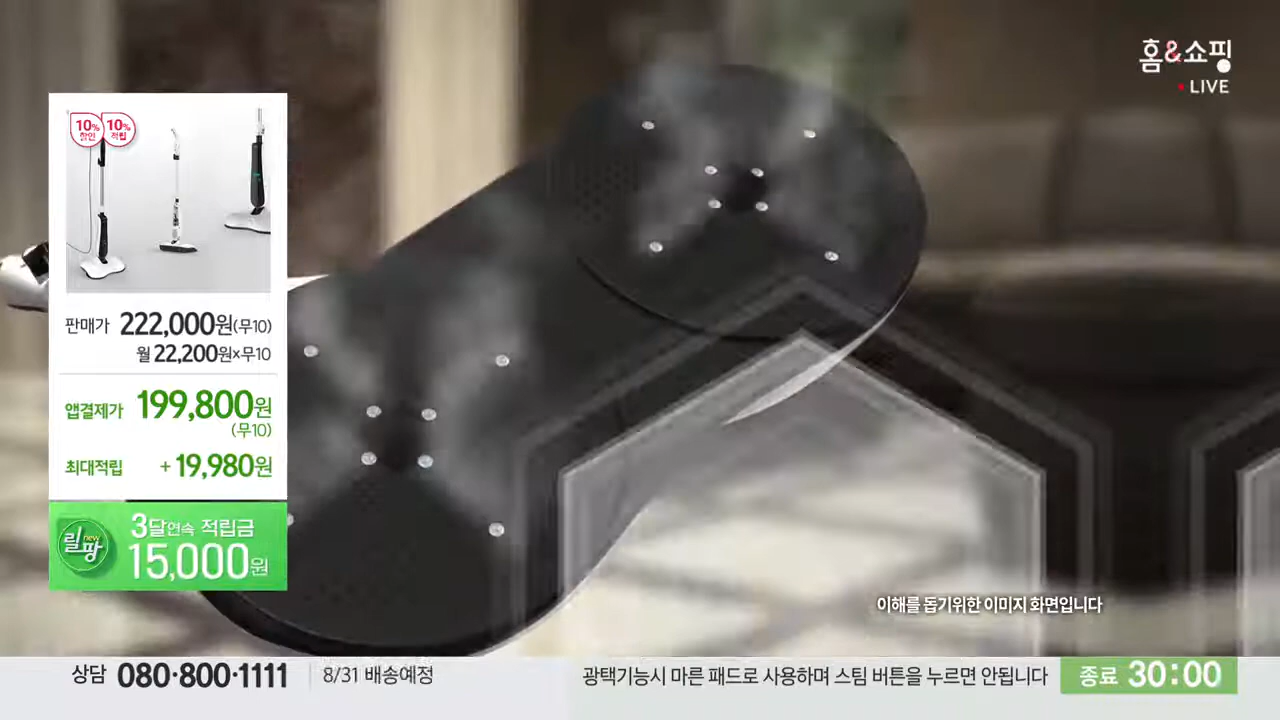 홈&쇼핑
LIVE
10% 할인
10% 적립
판매가 222,000원(무10)
월 22,200원×무10
앱결제가 199,800원
(무10)
최대적립 +19,980원
릴팡 new
3달연속 적립금
15,000원
이해를 돕기위한 이미지 화면입니다
상담 080·800·1111
8/31 배송예정
광택기능시 마른 패드로 사용하며 스팀 버튼을 누르면 안됩니다
종료 30:00